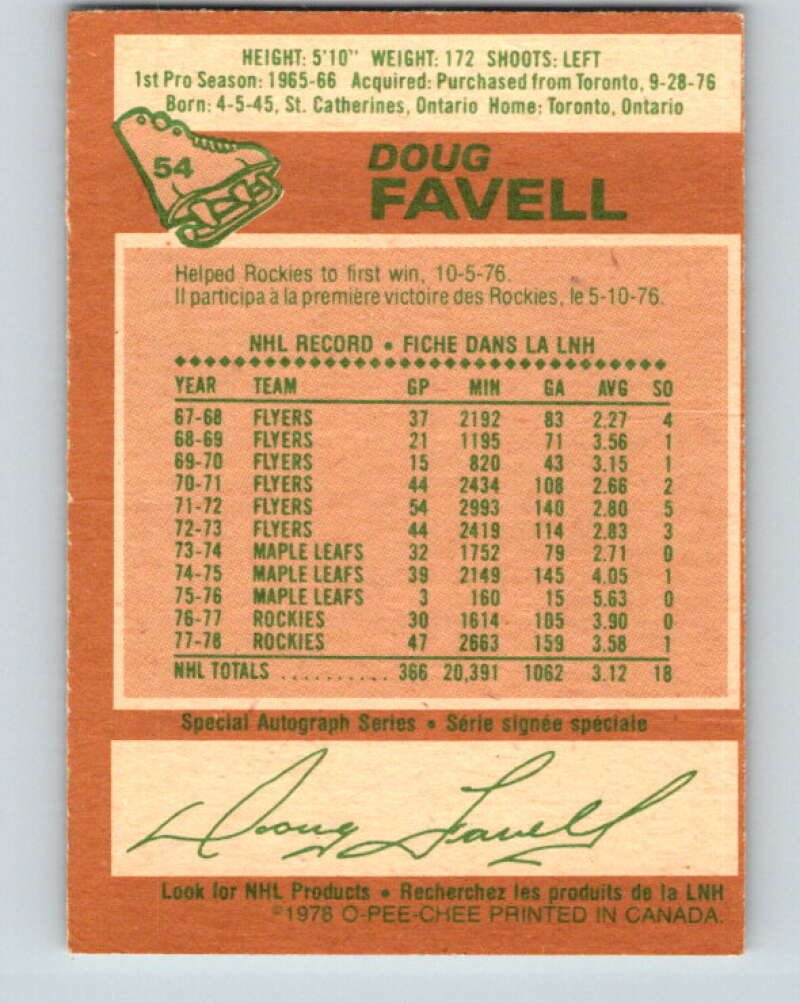 HEIGHT: 5'10" WEIGHT: 172 SHOOTS: LEFT
1st Pro Season: 1965-66 Acquired: Purchased from Toronto, 9-28-76
Born: 4-5-45, St. Catherines, Ontario Home: Toronto, Ontario
54
DOUG
FAVELL
Helped Rockies to first win, 10-5-76.
Il participa à la première victoire des Rockies, le 5-10-76.
NHL RECORD • FICHE DANS LA LNH
YEAR TEAM GP MIN GA AVG SO
67-68 FLYERS 37 2192 83 2.27 4
68-69 FLYERS 21 1195 71 3.56 1
69-70 FLYERS 15 820 43 3.15 1
70-71 FLYERS 44 2434 108 2.66 2
71-72 FLYERS 54 2993 140 2.80 5
72-73 FLYERS 44 2419 114 2.83 3
73-74 MAPLE LEAFS 32 1752 79 2.71 0
74-75 MAPLE LEAFS 39 2149 145 4.05 1
75-76 MAPLE LEAFS 3 160 15 5.63 0
76-77 ROCKIES 30 1614 105 3.90 0
77-78 ROCKIES 47 2663 159 3.58 1
NHL TOTALS .......... 366 20,391 1062 3.12 18
Special Autograph Series • Série signée spéciale
Doug Favell
Look for NHL Products • Recherchez les produits de la LNH
©1978 O-PEE-CHEE PRINTED IN CANADA.